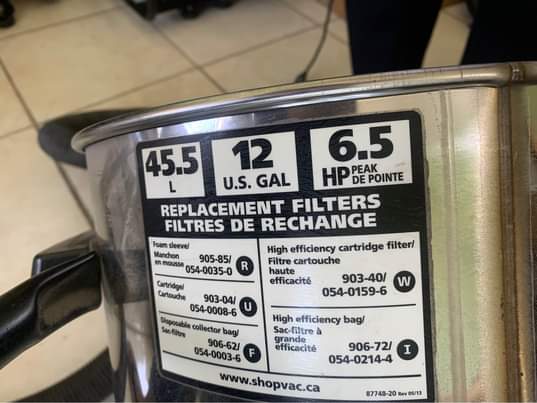 45.5 L
12 U.S. GAL
6.5 HP PEAK DE POINTE
REPLACEMENT FILTERS
FILTRES DE RECHANGE
Foam sleeve/
Manchon
en mousse
905-85/
054-0035-0
R
Cartridge/
Cartouche
903-04/
054-0008-6
U
Disposable collector bag/
Sac-filtre
906-62/
054-0003-6
F
High efficiency cartridge filter/
Filtre cartouche
haute
efficacité
903-40/
054-0159-6
W
High efficiency bag/
Sac-filtre à
grande
efficacité
906-72/
054-0214-4
I
www.shopvac.ca
87748-20 Rev 05/13